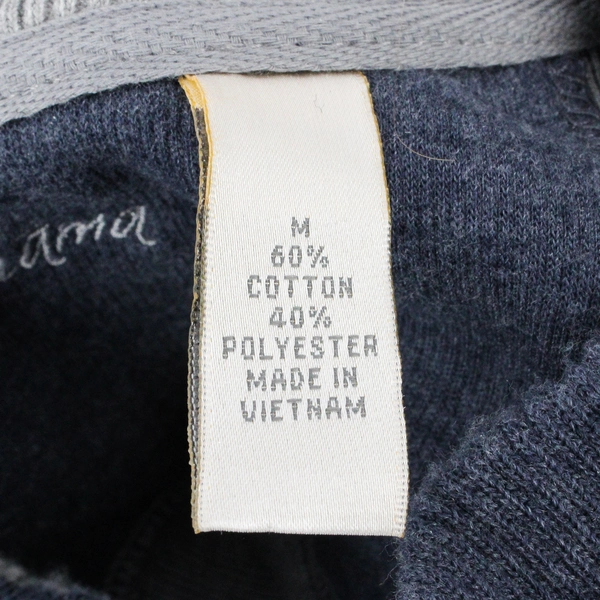 M
60%
COTTON
40%
POLYESTER
MADE IN
VIETNAM